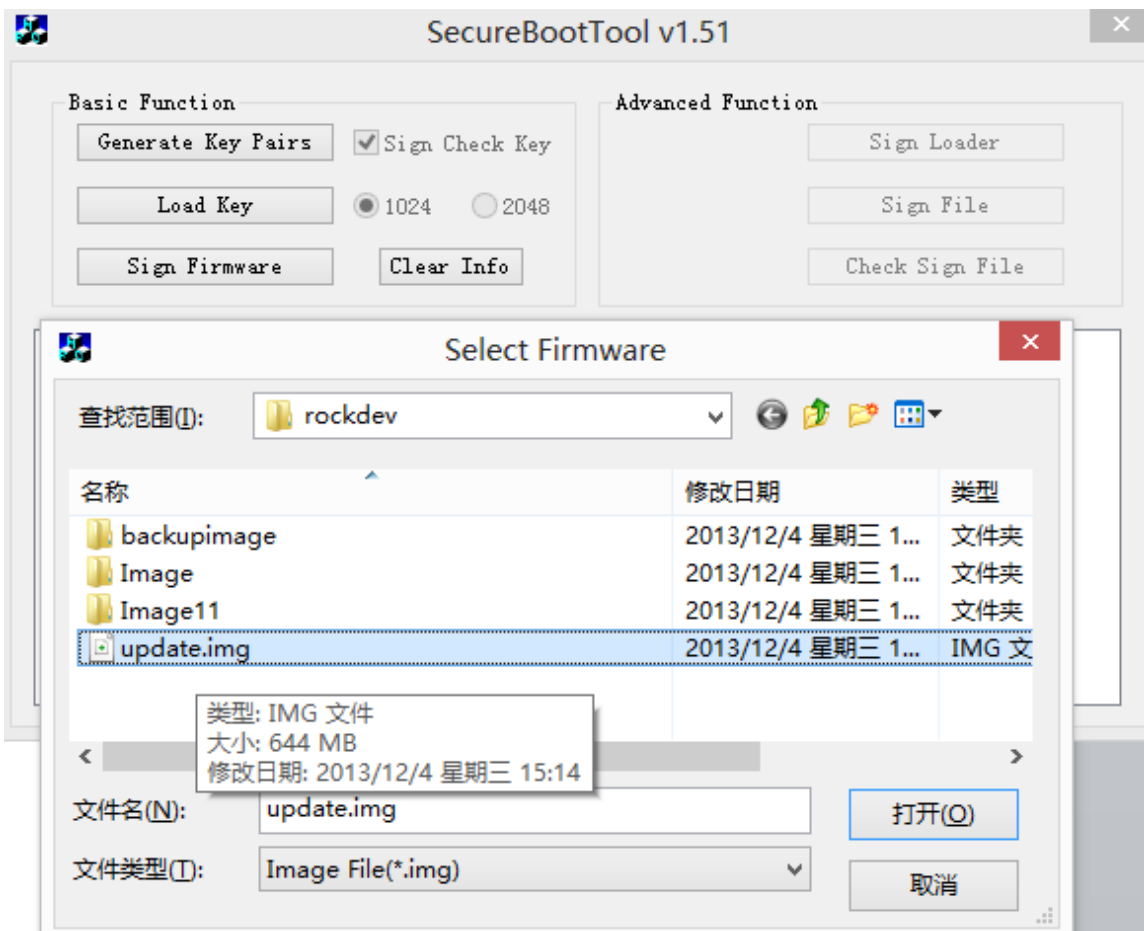 SecureBootTool v1.51
Basic Function
Advanced Function
Generate Key Pairs
Sign Check Key
Sign Loader
Load Key
1024
2048
Sign File
Sign Firmware
Clear Info
Check Sign File
Select Firmware
查找范围(I):
rockdev
名称
修改日期
类型
backupimage
2013/12/4 星期三 1...
文件夹
Image
2013/12/4 星期三 1...
文件夹
Image11
2013/12/4 星期三 1...
文件夹
update.img
2013/12/4 星期三 1...
IMG 文
类型: IMG 文件
大小: 644 MB
修改日期: 2013/12/4 星期三 15:14
文件名(N):
update.img
打开(O)
文件类型(T):
Image File(*.img)
取消